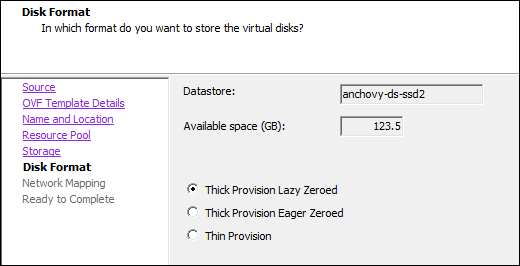 Disk Format
In which format do you want to store the virtual disks?
Source
OVF Template Details
Name and Location
Resource Pool
Storage
Disk Format
Network Mapping
Ready to Complete
Datastore: anchovy-ds-ssd2
Available space (GB): 123.5
Thick Provision Lazy Zeroed
Thick Provision Eager Zeroed
Thin Provision